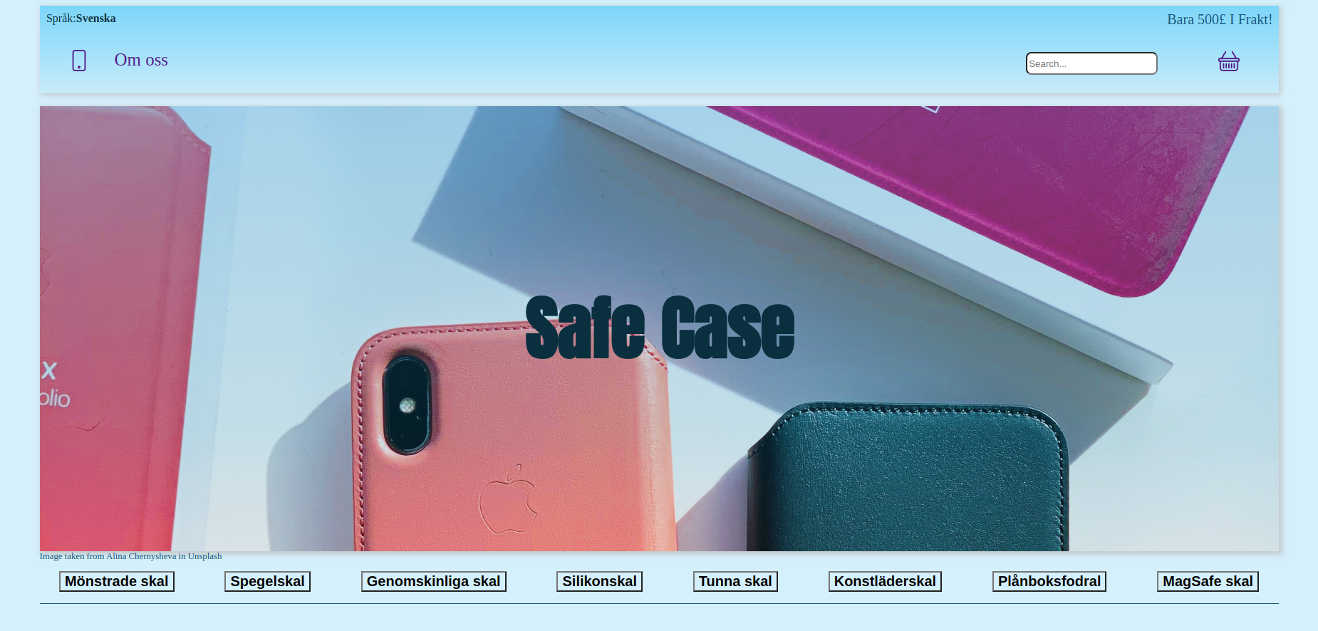 Språk:Svenska
Bara 500£ I Frakt!
Om oss
Search...
x
olio
Safe Case
Image taken from Alina Chernysheva in Unsplash
Mönstrade skal
Spegelskal
Genomskinliga skal
Silikonskal
Tunna skal
Konstläderskal
Plånboksfodral
MagSafe skal